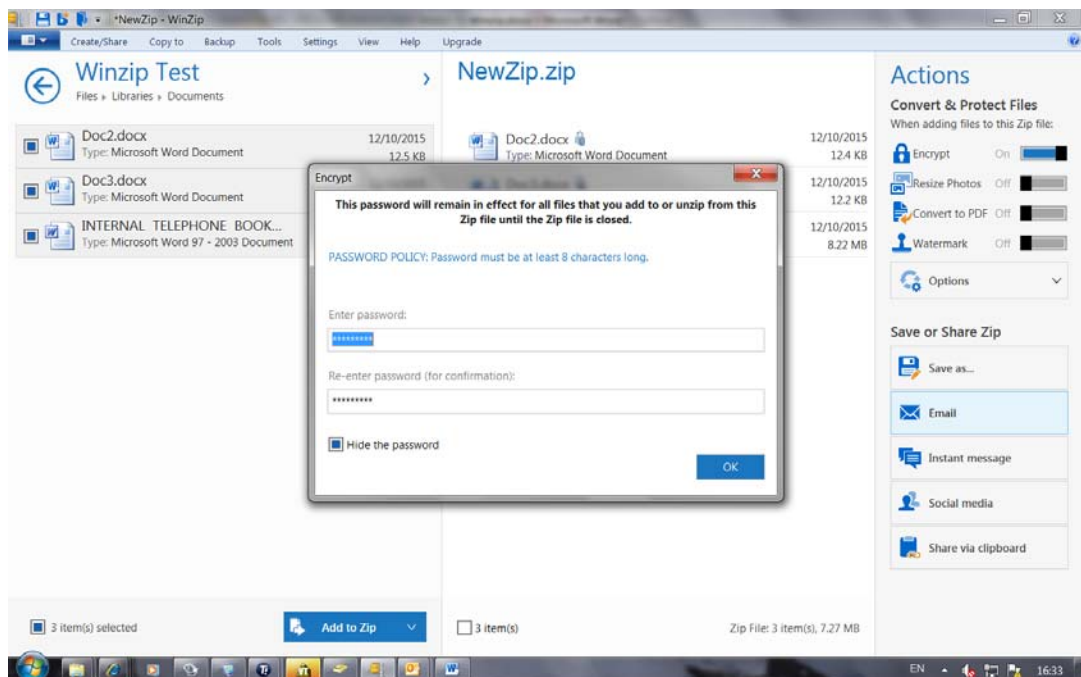 *NewZip - WinZip
Create/Share Copy to Backup Tools Settings View Help Upgrade
Winzip Test
Files Libraries Documents
Doc2.docx 12/10/2015
Type: Microsoft Word Document 12.5 KB
Doc3.docx
Type: Microsoft Word Document
INTERNAL TELEPHONE BOOK...
Type: Microsoft Word 97 - 2003 Document
3 item(s) selected
Add to Zip
NewZip.zip
Doc2.docx 12/10/2015
Type: Microsoft Word Document 12.4 KB
12/10/2015
12.2 KB
12/10/2015
8.22 MB
3 item(s)
Zip File: 3 item(s), 7.27 MB
Encrypt
This password will remain in effect for all files that you add to or unzip from this
Zip file until the Zip file is closed.
PASSWORD POLICY: Password must be at least 8 characters long.
Enter password:
*********
Re-enter password (for confirmation):
*********
Hide the password
OK
Actions
Convert & Protect Files
When adding files to this Zip file:
Encrypt On
Resize Photos Off
Convert to PDF Off
Watermark Off
Options
Save or Share Zip
Save as...
Email
Instant message
Social media
Share via clipboard
EN 16:33